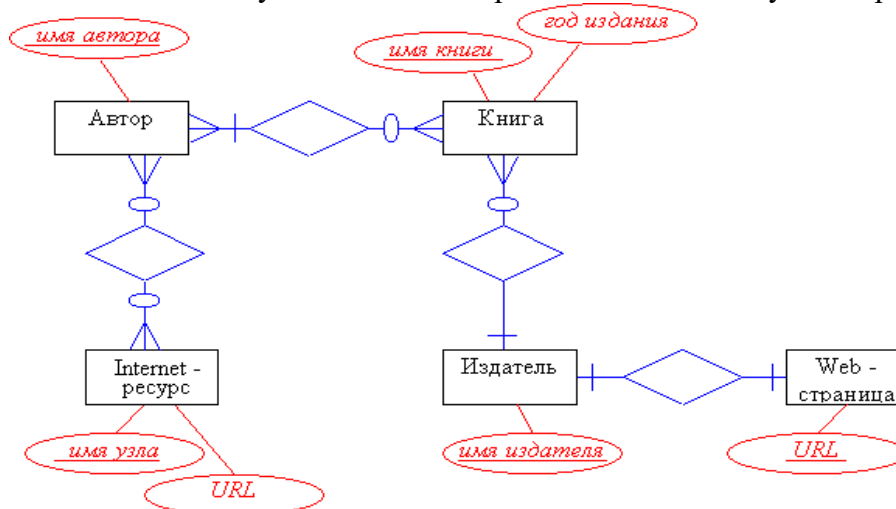 имя автора
имя книги
год издания
Автор
Книга
Internet -
ресурс
Издатель
Web -
страница
имя узла
URL
имя издателя
URL